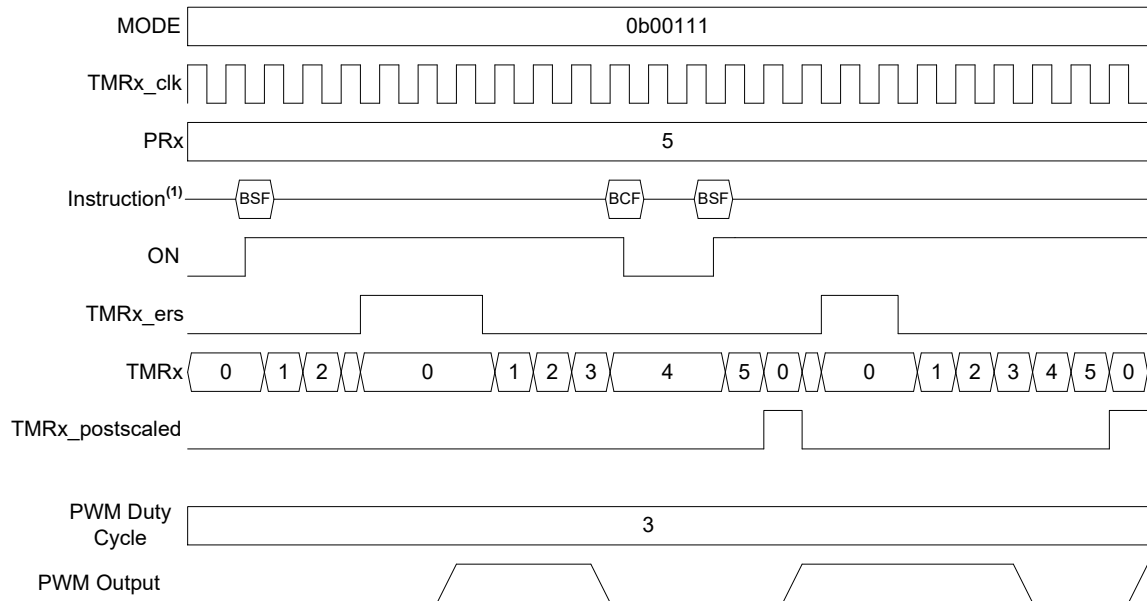 MODE 0b00111
TMRx_clk
PRx 5
Instruction(1) BSF BCF BSF
ON
TMRx_ers
TMRx 0 1 2 0 1 2 3 4 5 0 0 1 2 3 4 5 0
TMRx_postscaled
PWM Duty
Cycle
3
PWM Output